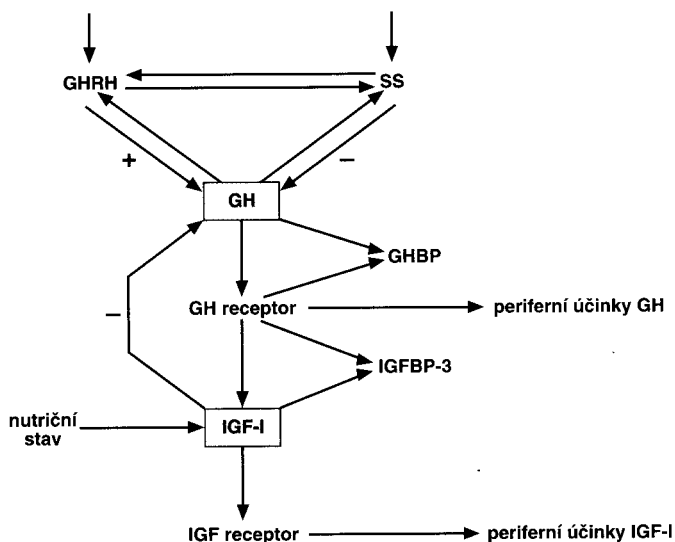 GHRH
SS
+
–
GH
GHBP
–
GH receptor
periferní účinky GH
IGFBP-3
nutriční
stav
IGF-I
IGF receptor
periferní účinky IGF-I